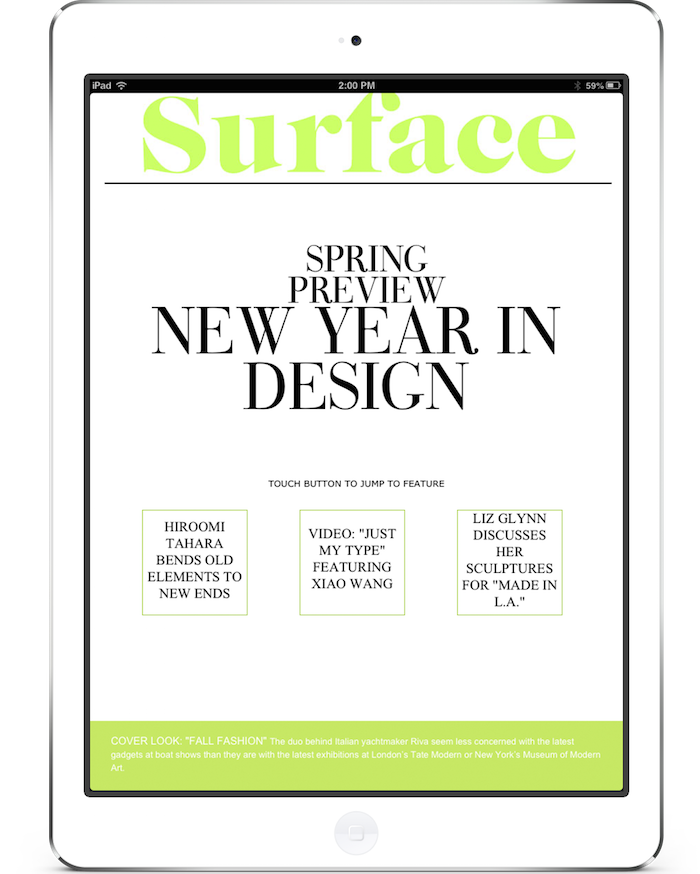 iPad 2:00 PM 59%
Surface
SPRING
PREVIEW
NEW YEAR IN
DESIGN
TOUCH BUTTON TO JUMP TO FEATURE
HIROOMI
TAHARA
BENDS OLD
ELEMENTS TO
NEW ENDS
VIDEO: "JUST
MY TYPE"
FEATURING
XIAO WANG
LIZ GLYNN
DISCUSSES
HER
SCULPTURES
FOR "MADE IN
L.A."
COVER LOOK: "FALL FASHION" The duo behind Italian yachtmaker Riva seem less concerned with the latest
gadgets at boat shows than they are with the latest exhibitions at London's Tate Modern or New York's Museum of Modern
Art.